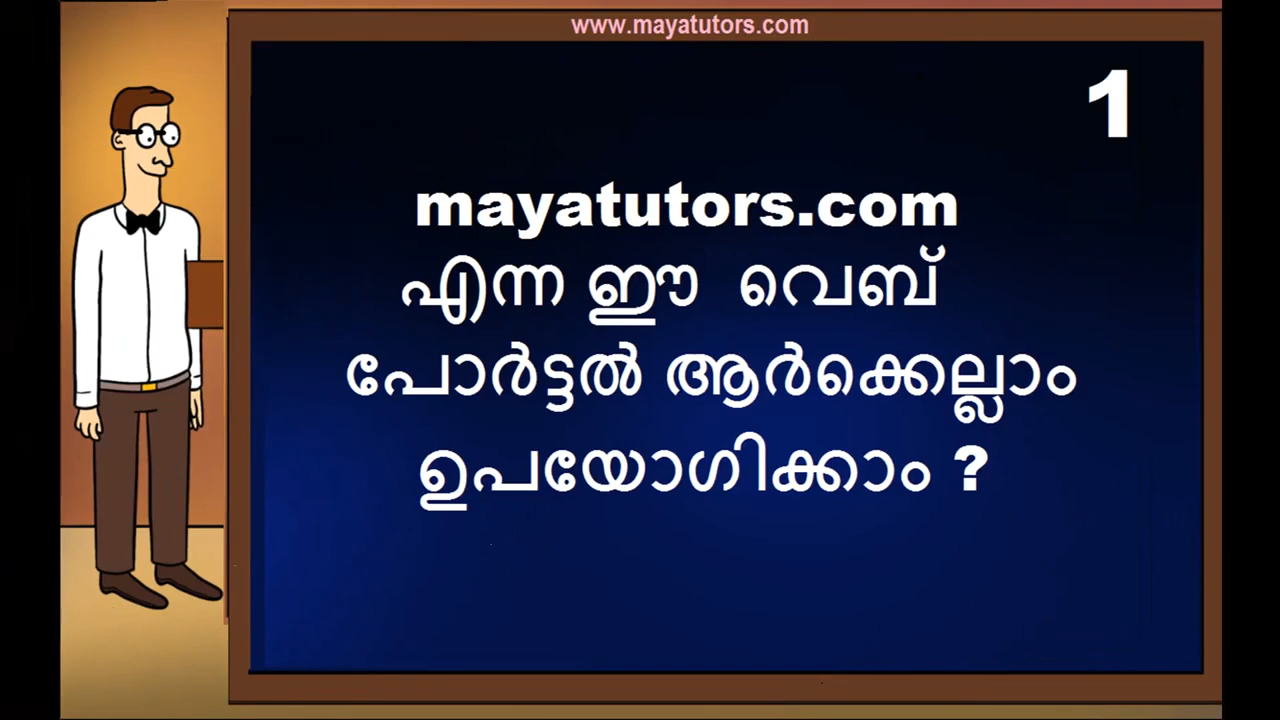 www.mayatutors.com
1
mayatutors.com
എന്ന ഈ വെബ്
പോർട്ടൽ ആർക്കെല്ലാം
ഉപയോഗിക്കാം ?